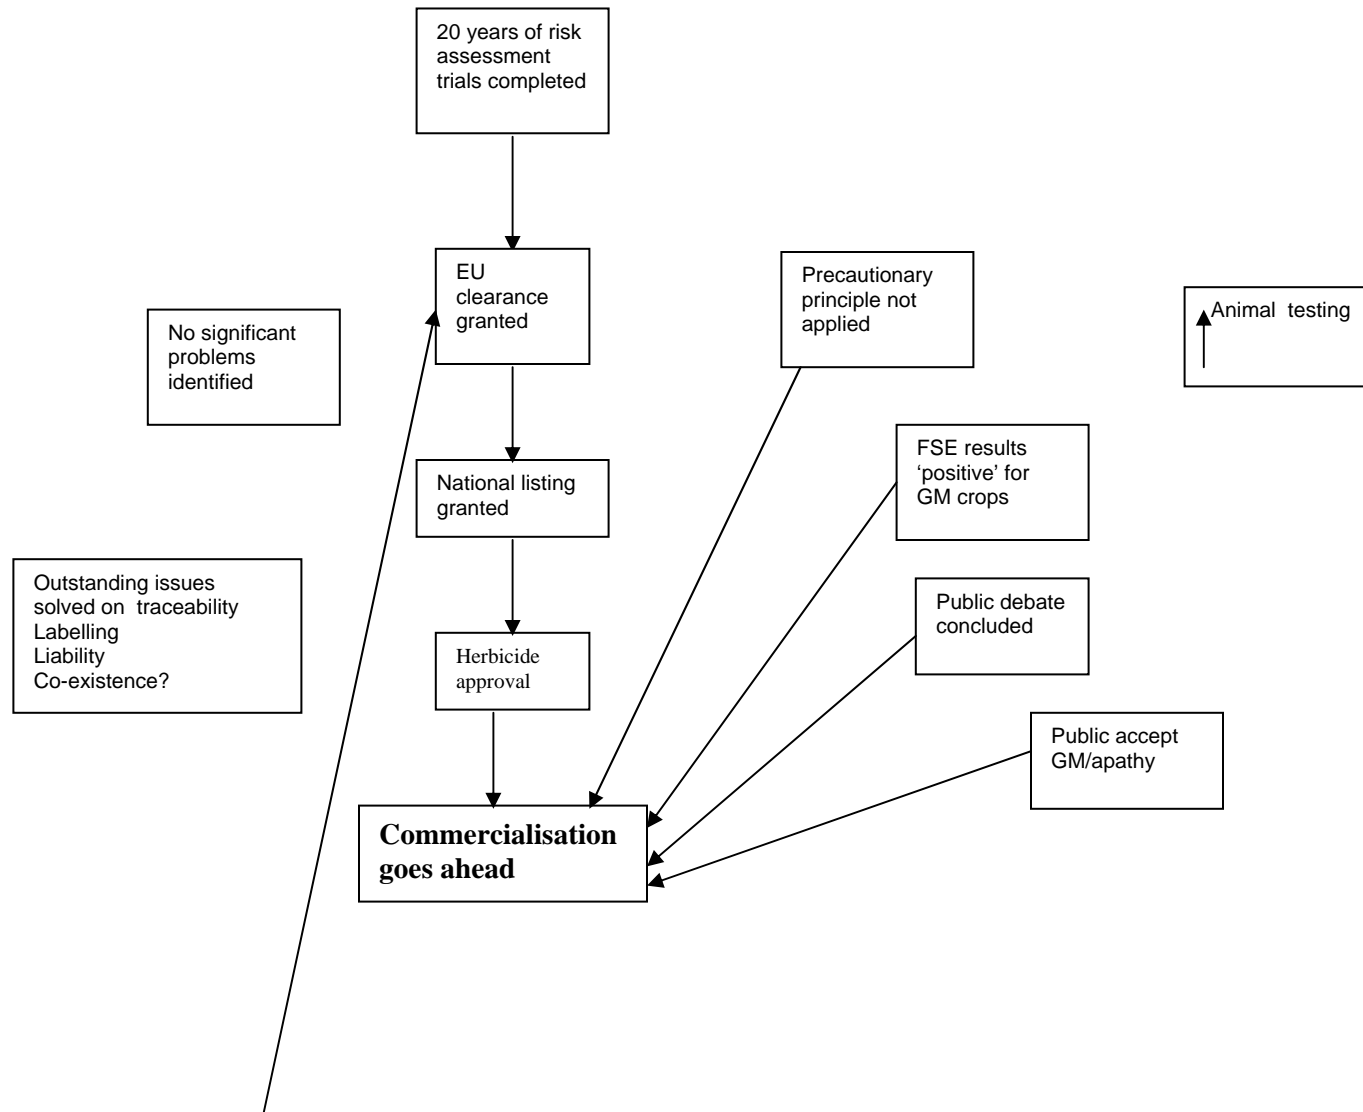 20 years of risk
assessment
trials completed
EU
clearance
granted
Precautionary
principle not
applied
Animal  testing
No significant
problems
identified
FSE results
‘positive’ for
GM crops
National listing
granted
Outstanding issues
solved on  traceability
Labelling
Liability
Co-existence?
Public debate
concluded
Herbicide
approval
Public accept
GM/apathy
Commercialisation
goes ahead